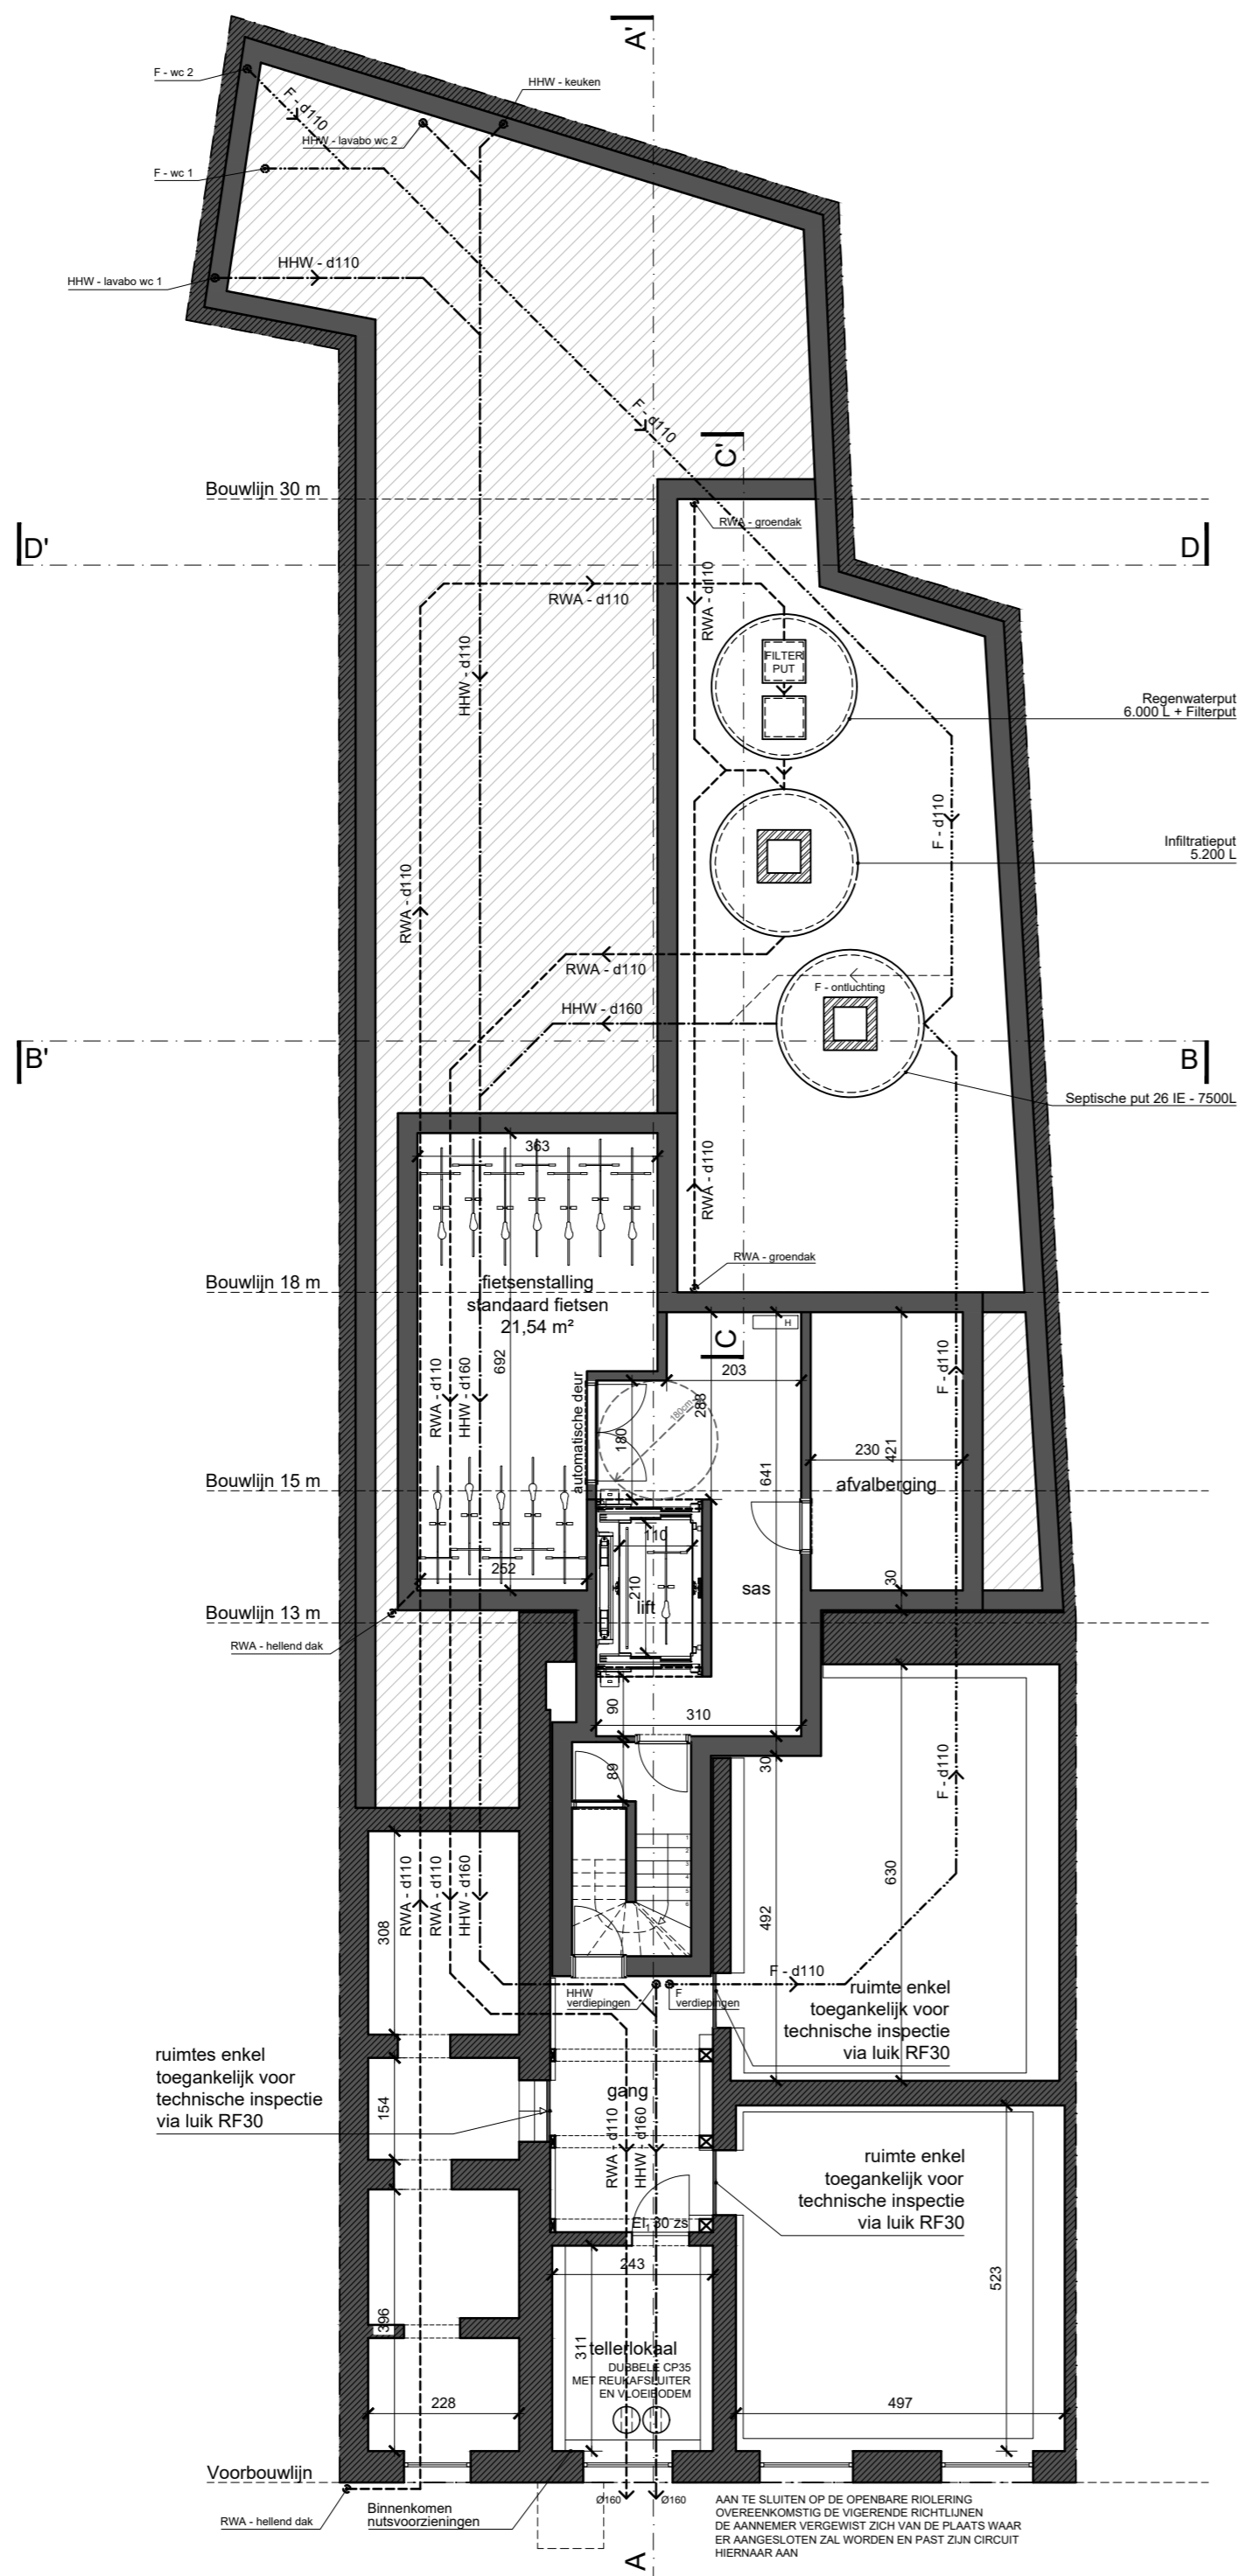 A'
F - wc 2
HHW - keuken
F - d110
HHW - lavabo wc 2
F - wc 1
HHW - d110
HHW - lavabo wc 1
F - d110
C'
Bouwlijn 30 m
RWA - groendak
D'
D
RWA - d110
RWA - d110
HHW - d110
FILTER
PUT
Regenwaterput
6.000 L + Filterput
F - d110
Infiltratieput
5.200 L
RWA - d110
RWA - d110
F - ontluchting
HHW - d160
B'
B
Septische put 26 IE - 7500L
363
RWA - d110
RWA - groendak
Bouwlijn 18 m
fietsenstalling
standaard fietsen
21,54 m²
692
H
C
RWA - d110
HHW - d160
automatische deur
203
288
180cm
180
641
F - d110
230
421
afvalberging
Bouwlijn 15 m
110
210
lift
252
sas
30
Bouwlijn 13 m
RWA - hellend dak
90
310
89
30
F - d110
630
492
308
RWA - d110
RWA - d110
HHW - d160
F - d110
HHW
verdiepingen
F
verdiepingen
ruimte enkel
toegankelijk voor
technische inspectie
via luik RF30
ruimtes enkel
toegankelijk voor
technische inspectie
via luik RF30
154
gang
RWA - d110
HHW - d160
ruimte enkel
toegankelijk voor
technische inspectie
via luik RF30
EI₁ 30 zs
243
523
396
311
tellerlokaal
DUBBELE CP35
MET REUKAFSLUITER
EN VLOEIBODEM
228
497
Voorbouwlijn
RWA - hellend dak
Binnenkomen
nutsvoorzieningen
Ø160
Ø160
AAN TE SLUITEN OP DE OPENBARE RIOLERING
OVEREENKOMSTIG DE VIGERENDE RICHTLIJNEN
DE AANNEMER VERGEWIST ZICH VAN DE PLAATS WAAR
ER AANGESLOTEN ZAL WORDEN EN PAST ZIJN CIRCUIT
HIERNAAR AAN
A